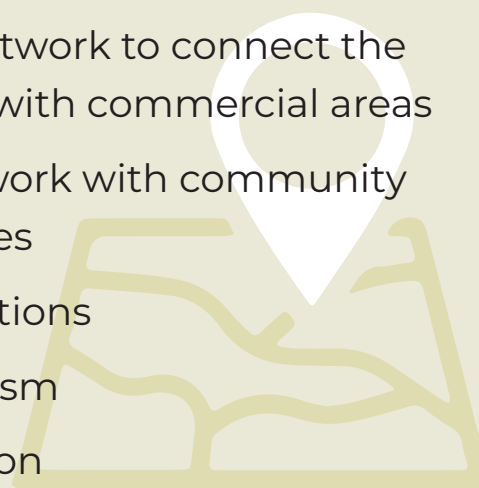 twork to connect the
with commercial areas
work with community
es
tions
sm
on